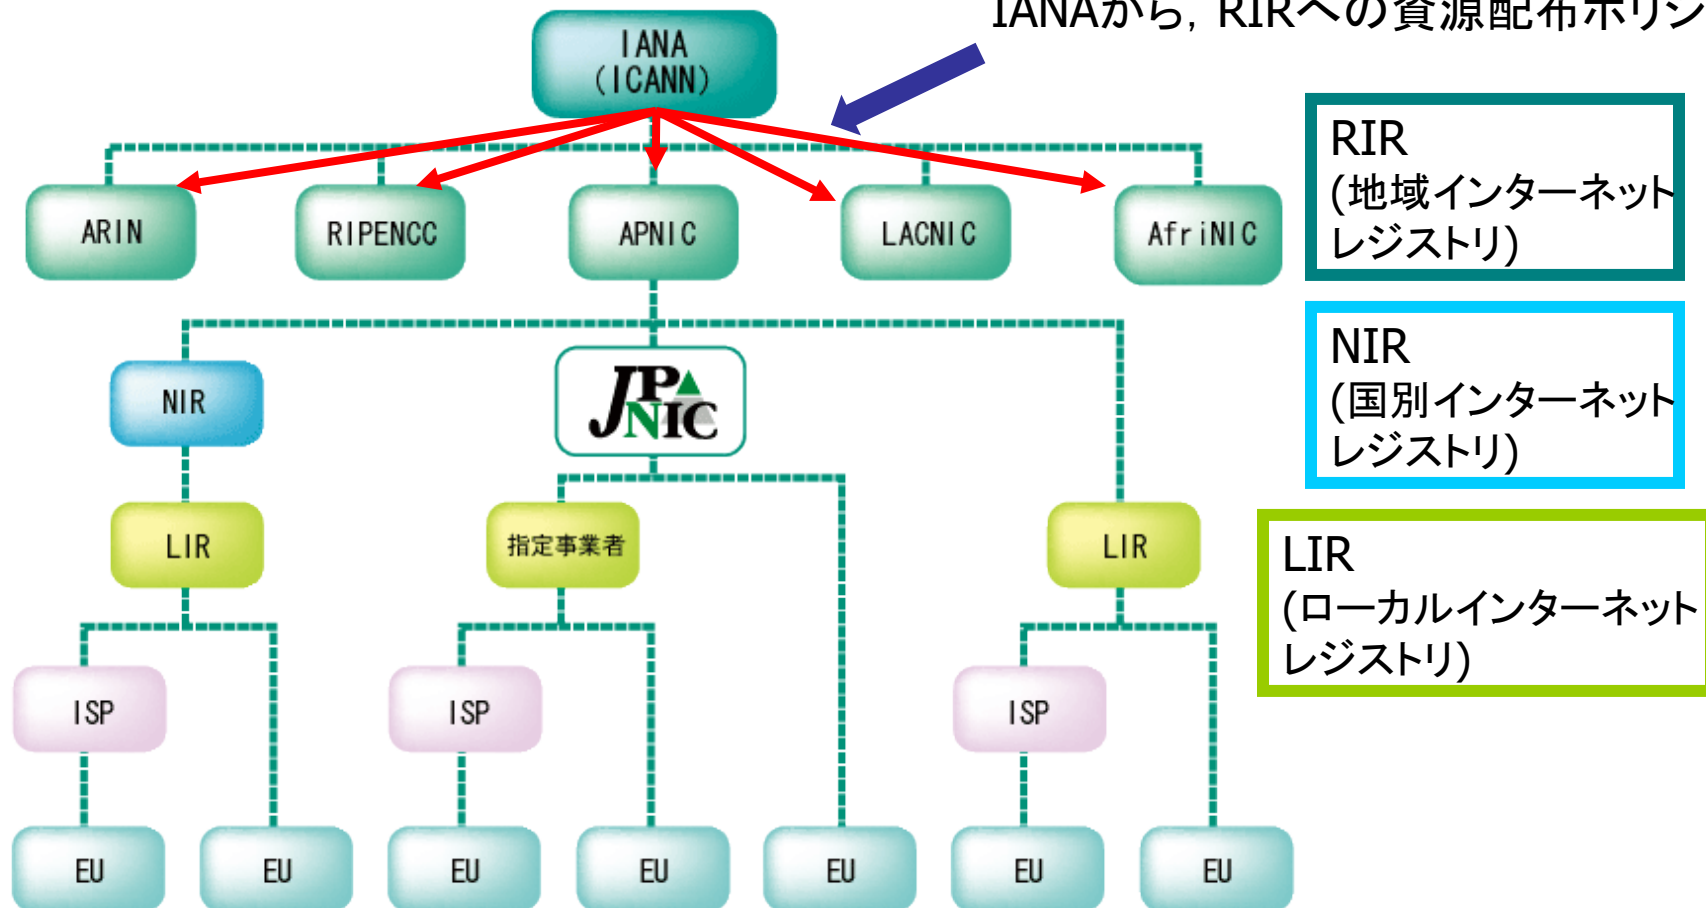 IANAから, RIRへの資源配布ポリシ
IANA
(ICANN)
RIR
(地域インターネット
レジストリ)
ARIN
RIPENCC
APNIC
LACNIC
AfriNIC
NIR
(国別インターネット
レジストリ)
NIR
JPNIC
LIR
指定事業者
LIR
LIR
(ローカルインターネット
レジストリ)
ISP
ISP
ISP
EU
EU
EU
EU
EU
EU
EU